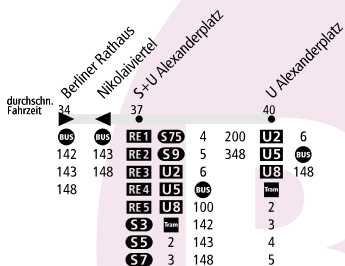 Berliner Rathaus
Nikolaiviertel
S+U Alexanderplatz
U Alexanderplatz
durchschn.
Fahrzeit
34 37 40
BUS BUS RE1 S75 4 200 U2 6
142 143 RE2 S9 5 348 U5 BUS
143 148 RE3 U2 6 U8 148
148 RE4 U5 BUS Tram
RE5 U8 100 2
S3 Tram 142 3
S5 2 143 4
S7 3 148 5